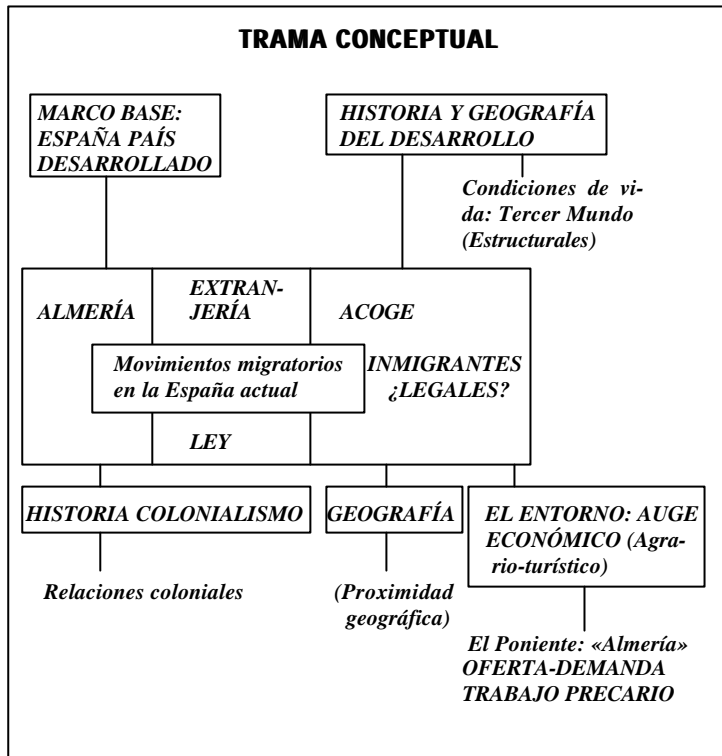 TRAMA CONCEPTUAL
MARCO BASE:
ESPAÑA PAÍS
DESARROLLADO
HISTORIA Y GEOGRAFÍA
DEL DESARROLLO
Condiciones de vi-
da: Tercer Mundo
(Estructurales)
ALMERÍA
EXTRAN-
JERÍA
ACOGE
Movimientos migratorios
en la España actual
INMIGRANTES
¿LEGALES?
LEY
HISTORIA COLONIALISMO
Relaciones coloniales
GEOGRAFÍA
(Proximidad
geográfica)
EL ENTORNO: AUGE
ECONÓMICO (Agra-
rio-turístico)
El Poniente: «Almería»
OFERTA-DEMANDA
TRABAJO PRECARIO